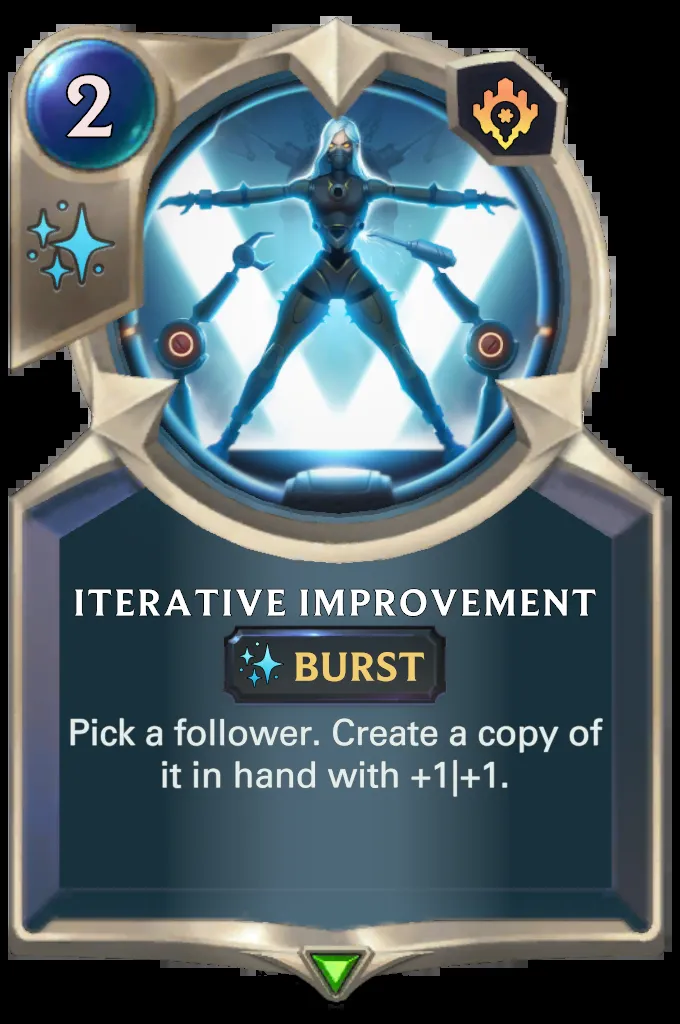 2
ITERATIVE IMPROVEMENT
BURST
Pick a follower. Create a copy of
it in hand with +1|+1.